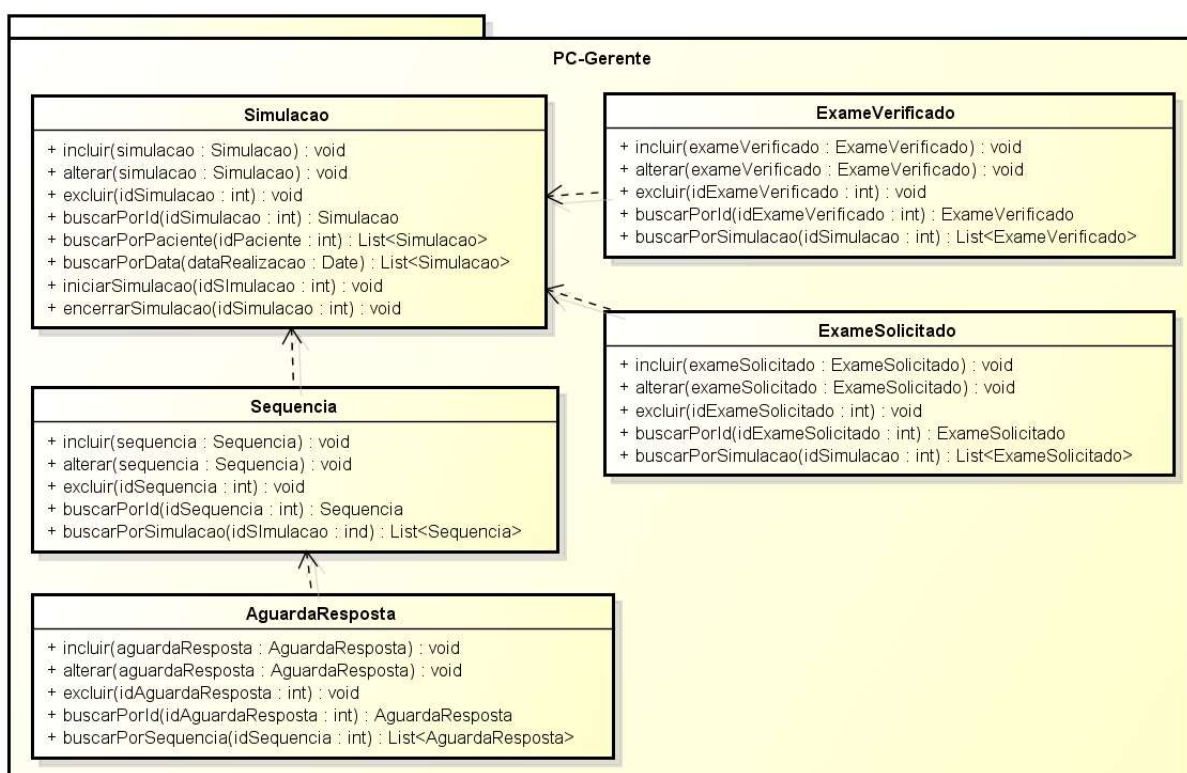 PC-Gerente
Simulacao
+ incluir(simulacao : Simulacao) : void
+ alterar(simulacao : Simulacao) : void
+ excluir(idSimulacao : int) : void
+ buscarPorId(idSimulacao : int) : Simulacao
+ buscarPorPaciente(idPaciente : int) : List<Simulacao>
+ buscarPorData(dataRealizacao : Date) : List<Simulacao>
+ iniciarSimulacao(idSImulacao : int) : void
+ encerrarSimulacao(idSimulacao : int) : void
ExameVerificado
+ incluir(exameVerificado : ExameVerificado) : void
+ alterar(exameVerificado : ExameVerificado) : void
+ excluir(idExameVerificado : int) : void
+ buscarPorId(idExameVerificado : int) : ExameVerificado
+ buscarPorSimulacao(idSimulacao : int) : List<ExameVerificado>
ExameSolicitado
+ incluir(exameSolicitado : ExameSolicitado) : void
+ alterar(exameSolicitado : ExameSolicitado) : void
+ excluir(idExameSolicitado : int) : void
+ buscarPorId(idExameSolicitado : int) : ExameSolicitado
+ buscarPorSimulacao(idSimulacao : int) : List<ExameSolicitado>
Sequencia
+ incluir(sequencia : Sequencia) : void
+ alterar(sequencia : Sequencia) : void
+ excluir(idSequencia : int) : void
+ buscarPorId(idSequencia : int) : Sequencia
+ buscarPorSimulacao(idSImulacao : ind) : List<Sequencia>
AguardaResposta
+ incluir(aguardaResposta : AguardaResposta) : void
+ alterar(aguardaResposta : AguardaResposta) : void
+ excluir(idAguardaResposta : int) : void
+ buscarPorId(idAguardaResposta : int) : AguardaResposta
+ buscarPorSequencia(idSequencia : int) : List<AguardaResposta>